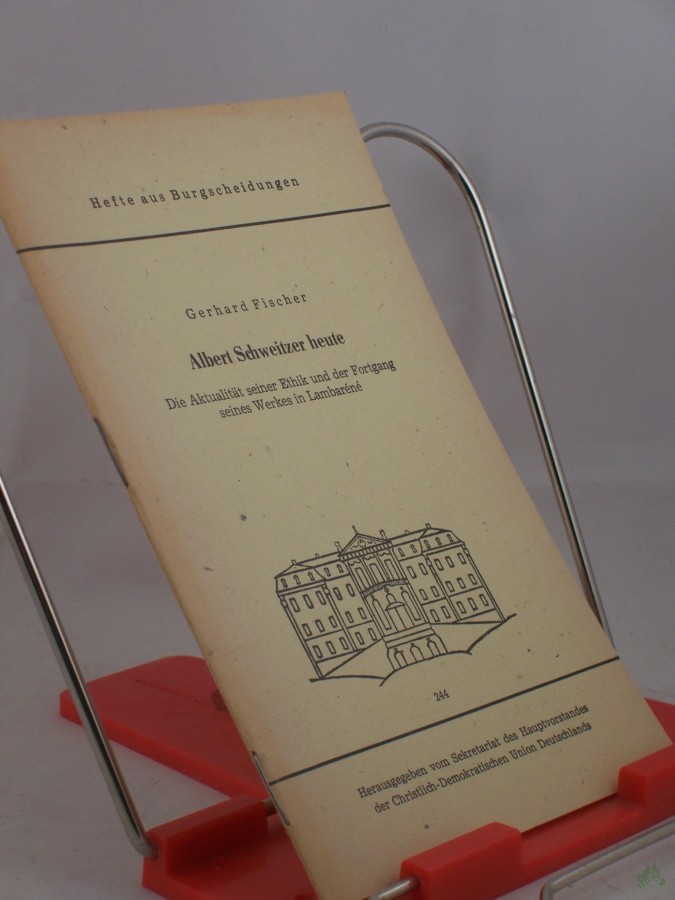 Hefte aus Burgscheidungen
Gerhard Fischer
Albert Schweitzer heute
Die Aktualität seiner Ethik und der Fortgang
seines Werkes in Lambaréné
244
Herausgegeben vom Sekretariat des Hauptvorstandes
der Christlich-Demokratischen Union Deutschlands